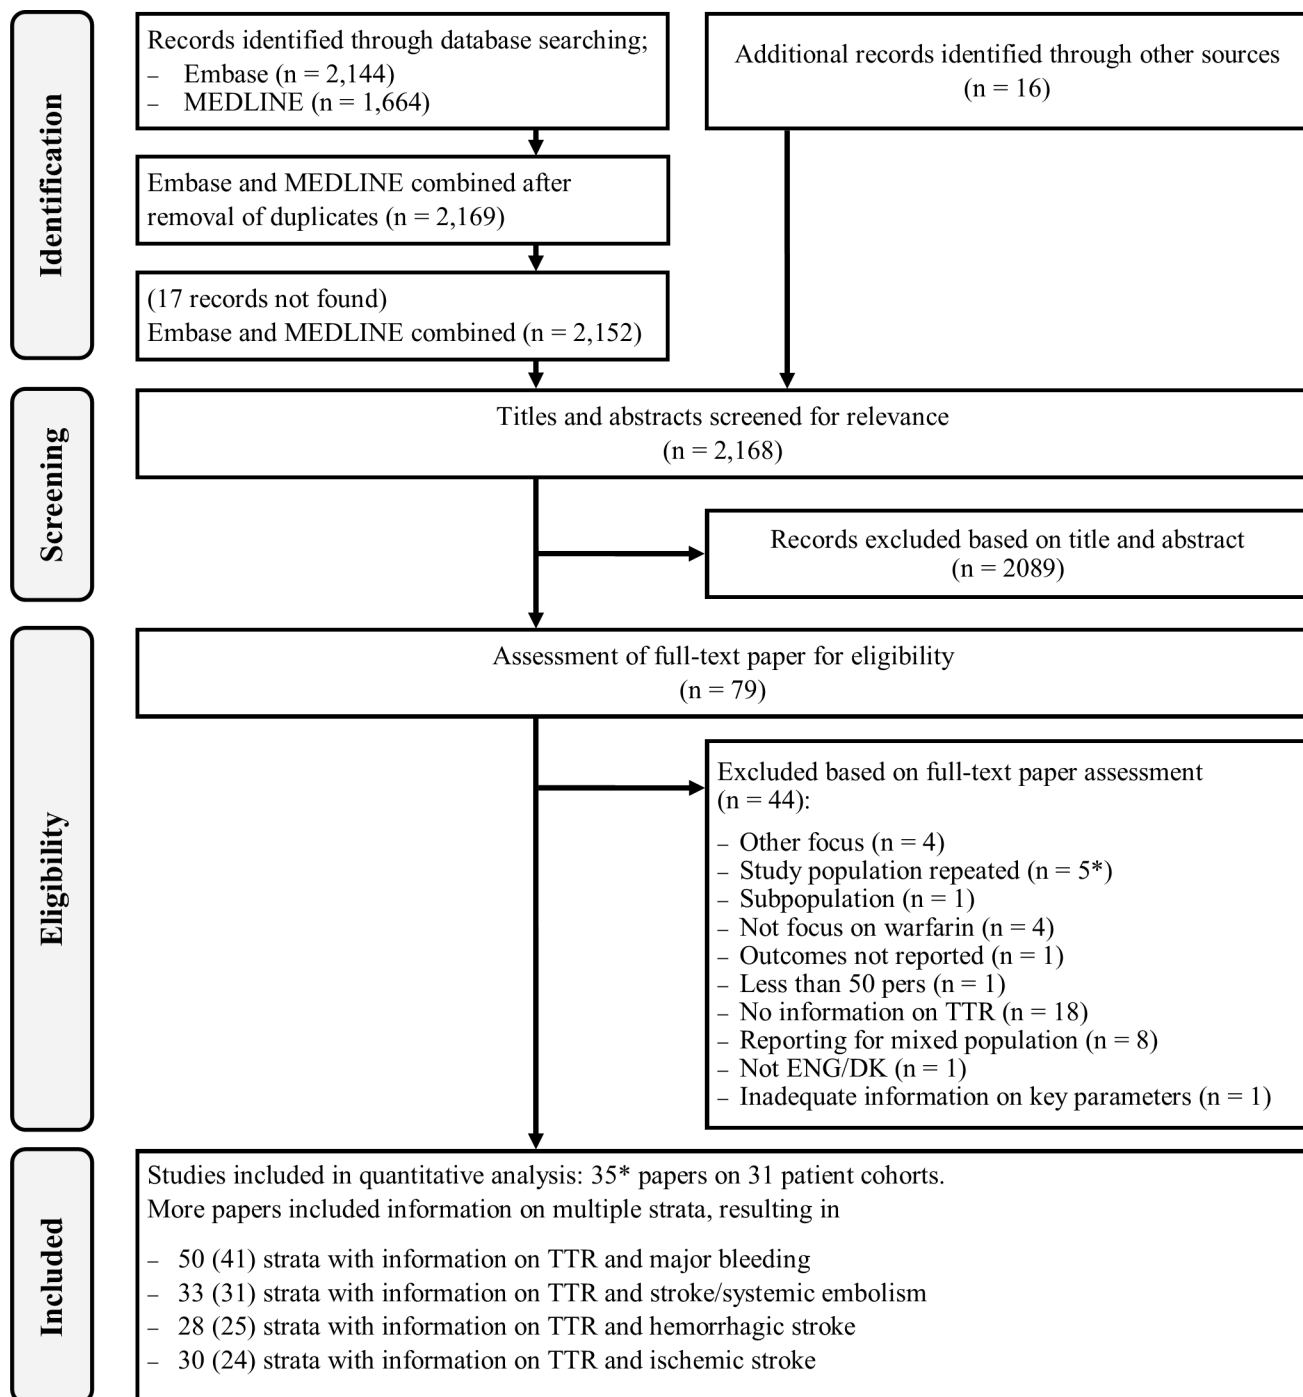 Identification
Records identified through database searching;
– Embase (n = 2,144)
– MEDLINE (n = 1,664)
Additional records identified through other sources
(n = 16)
Embase and MEDLINE combined after
removal of duplicates (n = 2,169)
(17 records not found)
Embase and MEDLINE combined (n = 2,152)
Screening
Titles and abstracts screened for relevance
(n = 2,168)
Records excluded based on title and abstract
(n = 2089)
Eligibility
Assessment of full-text paper for eligibility
(n = 79)
Excluded based on full-text paper assessment
(n = 44):
– Other focus (n = 4)
– Study population repeated (n = 5*)
– Subpopulation (n = 1)
– Not focus on warfarin (n = 4)
– Outcomes not reported (n = 1)
– Less than 50 pers (n = 1)
– No information on TTR (n = 18)
– Reporting for mixed population (n = 8)
– Not ENG/DK (n = 1)
– Inadequate information on key parameters (n = 1)
Included
Studies included in quantitative analysis: 35* papers on 31 patient cohorts.
More papers included information on multiple strata, resulting in
– 50 (41) strata with information on TTR and major bleeding
– 33 (31) strata with information on TTR and stroke/systemic embolism
– 28 (25) strata with information on TTR and hemorrhagic stroke
– 30 (24) strata with information on TTR and ischemic stroke